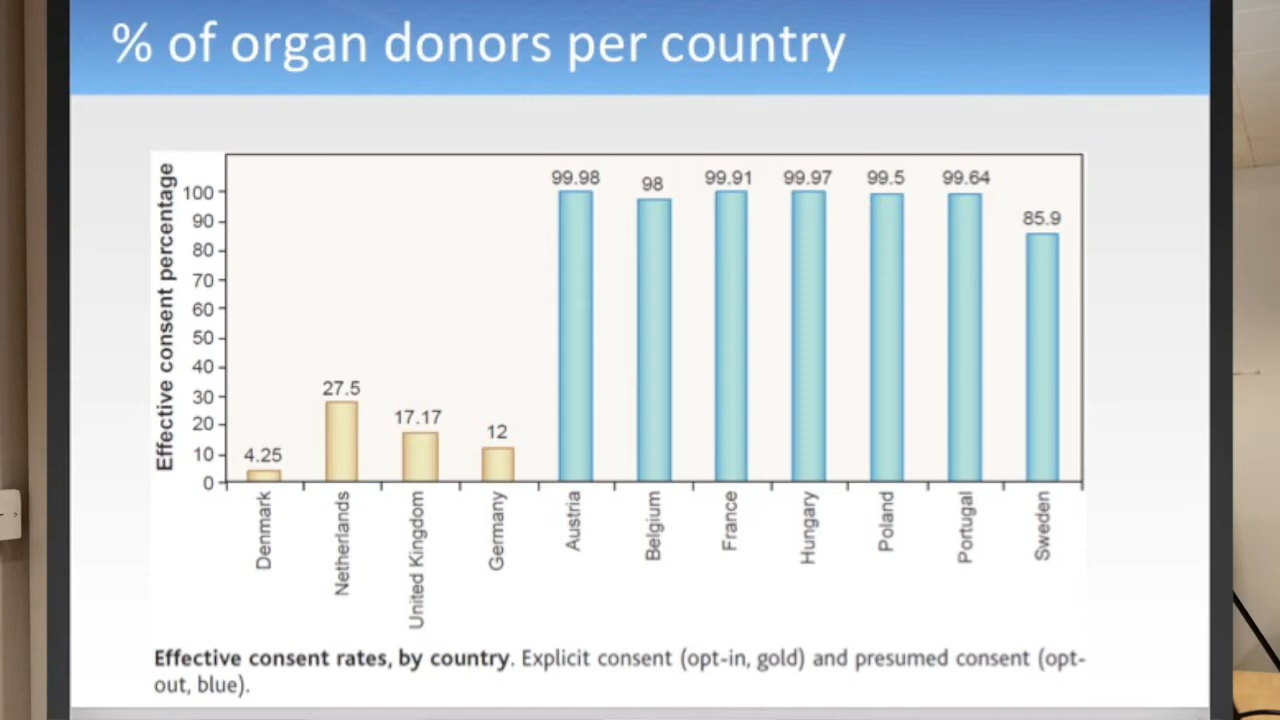 % of organ donors per country
Effective consent percentage
100
90
80
70
60
50
40
30
20
10
0
4.25
27.5
17.17
12
99.98
98
99.91
99.97
99.5
99.64
85.9
Denmark
Netherlands
United Kingdom
Germany
Austria
Belgium
France
Hungary
Poland
Portugal
Sweden
Effective consent rates, by country. Explicit consent (opt-in, gold) and presumed consent (opt-
out, blue).